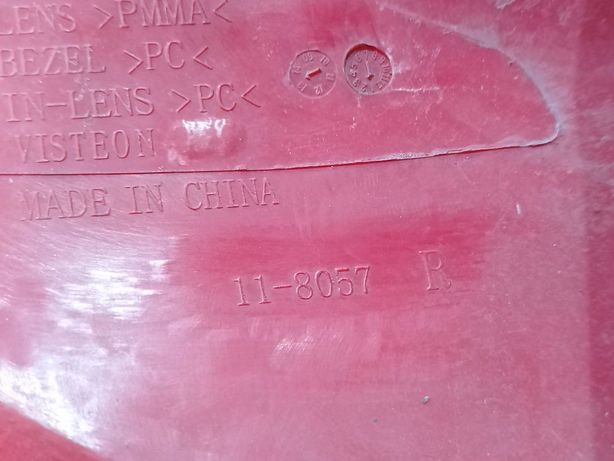 LENS >PMMA<
BEZEL >PC<
IN-LENS >PC<
VISTEON
MADE IN CHINA
11-8057 R